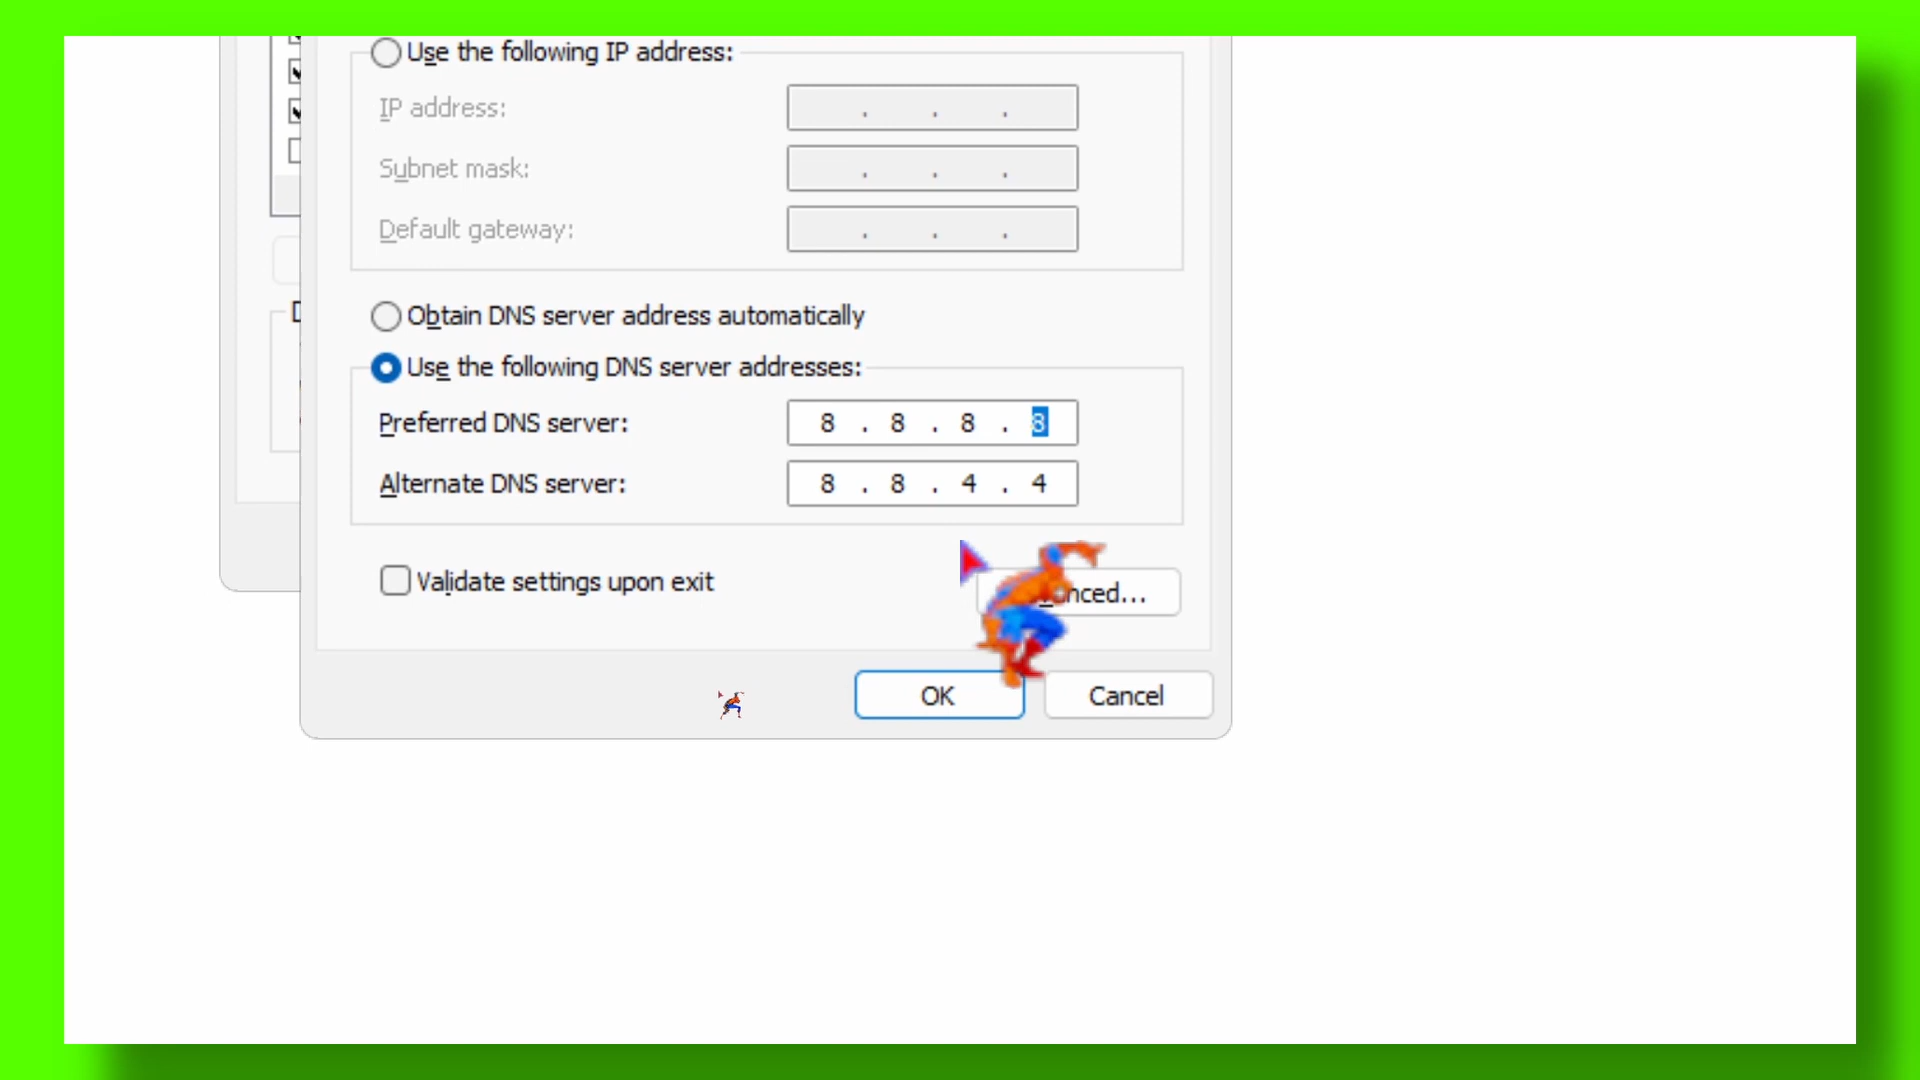 Use the following IP address:
IP address: . . .
Subnet mask: . . .
Default gateway: . . .
Obtain DNS server address automatically
Use the following DNS server addresses:
Preferred DNS server: 8 . 8 . 8 . 8
Alternate DNS server: 8 . 8 . 4 . 4
Validate settings upon exit
nced...
OK
Cancel